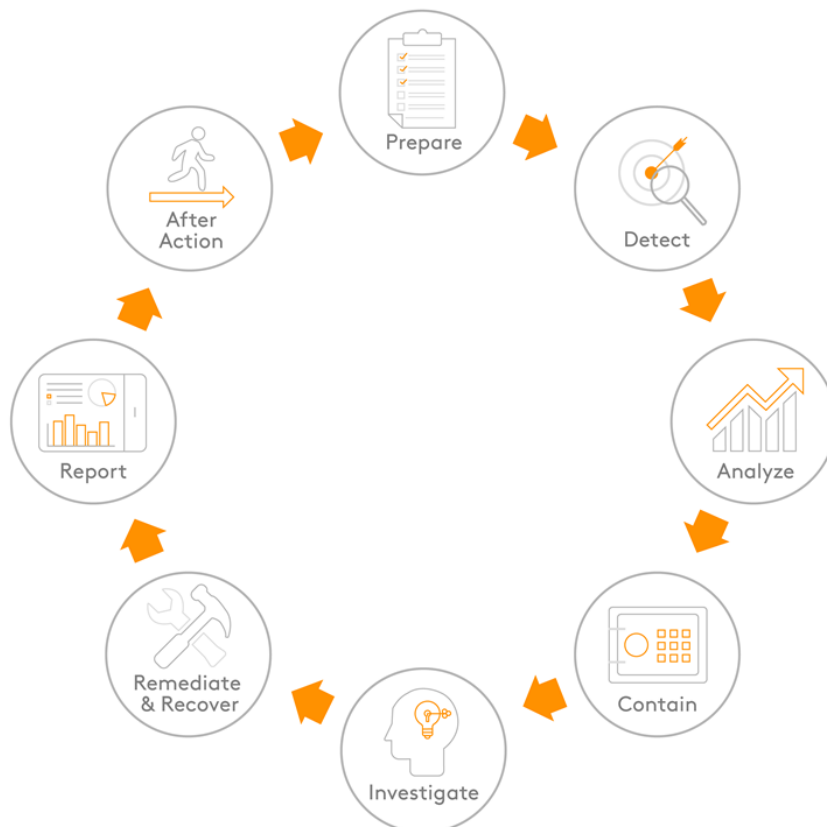 Prepare
Detect
Analyze
Contain
Investigate
Remediate
& Recover
Report
After
Action